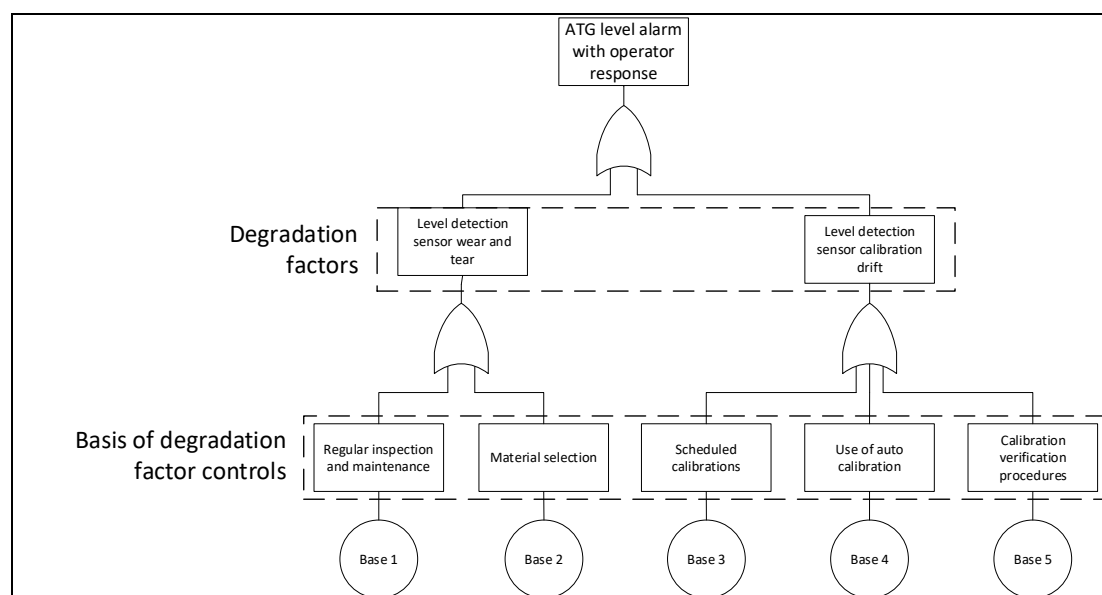 ATG level alarm
with operator
response
Degradation
factors
Level detection
sensor wear and
tear
Level detection
sensor calibration
drift
Basis of degradation
factor controls
Regular inspection
and maintenance
Material selection
Scheduled
calibrations
Use of auto
calibration
Calibration
verification
procedures
Base 1
Base 2
Base 3
Base 4
Base 5